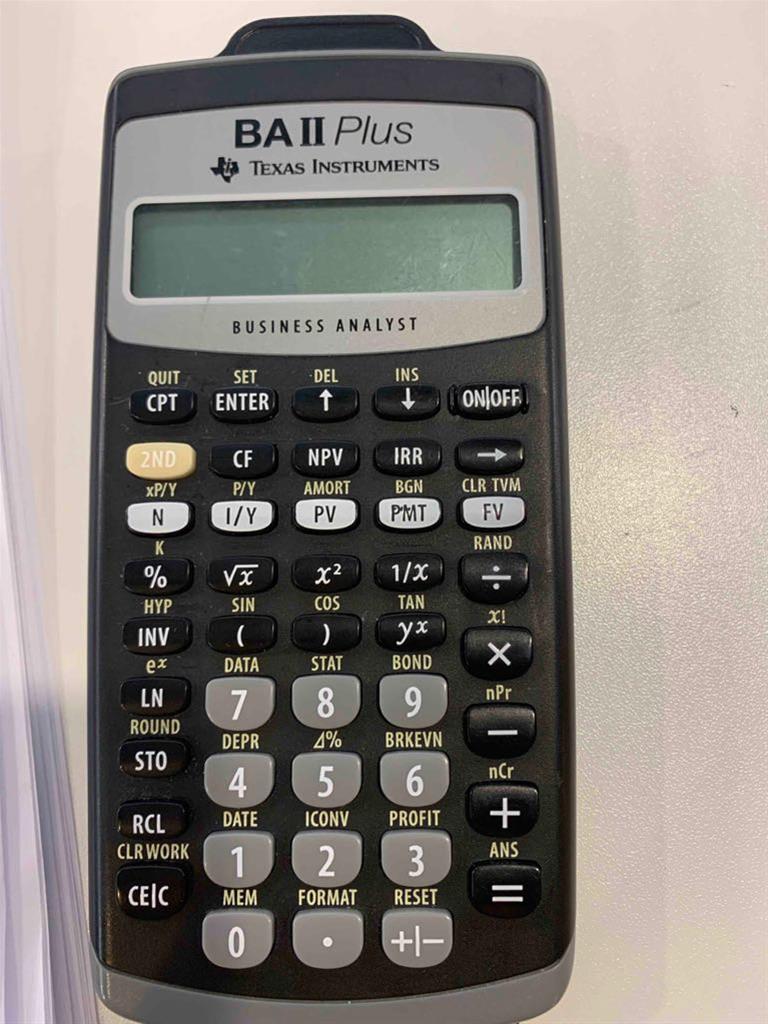 BA II Plus
TEXAS INSTRUMENTS
BUSINESS ANALYST
QUIT SET DEL INS
CPT ENTER ↑ ↓ ON|OFF
2ND CF NPV IRR →
xP/Y P/Y AMORT BGN CLR TVM
N I/Y PV PMT FV
K RAND
% √x x² 1/x ÷
HYP SIN COS TAN x!
INV ( ) yˣ ×
eˣ DATA STAT BOND nPr
LN 7 8 9 −
ROUND DEPR Δ% BRKEVN nCr
STO 4 5 6 +
DATE ICONV PROFIT
RCL 1 2 3
CLR WORK ANS
CE|C =
MEM FORMAT RESET
0 . +|−